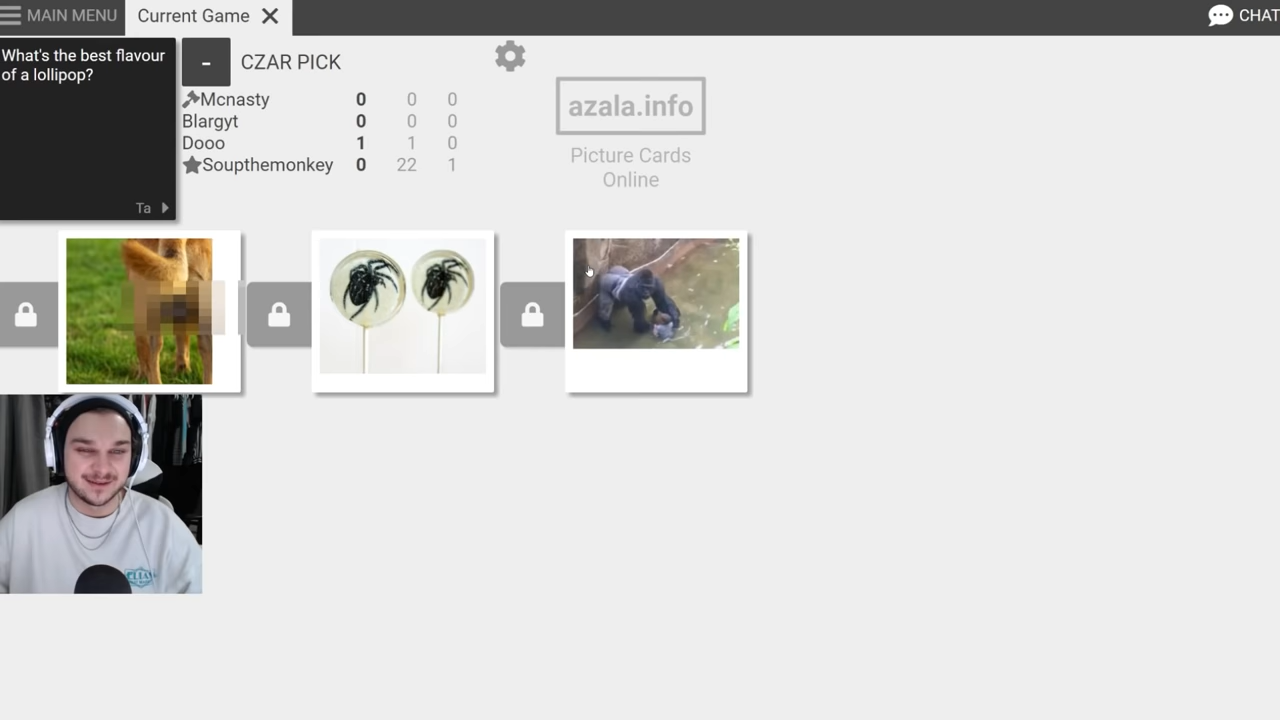 MAIN MENU
Current Game
CHAT
What's the best flavour
of a lollipop?
Ta
-
CZAR PICK
Mcnasty 0 0 0
Blargyt 0 0 0
Dooo 1 1 0
Soupthemonkey 0 22 1
azala.info
Picture Cards
Online